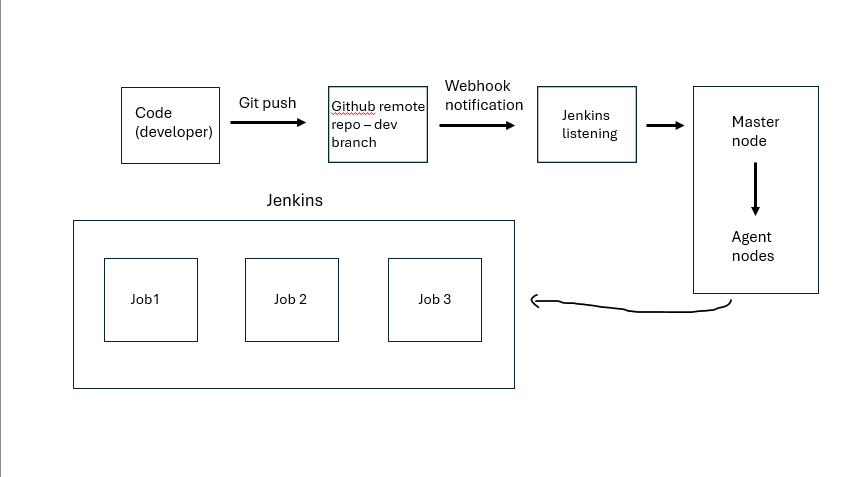 Code
(developer)
Git push
Github remote
repo – dev
branch
Webhook
notification
Jenkins
listening
Master
node
Agent
nodes
Jenkins
Job1
Job 2
Job 3